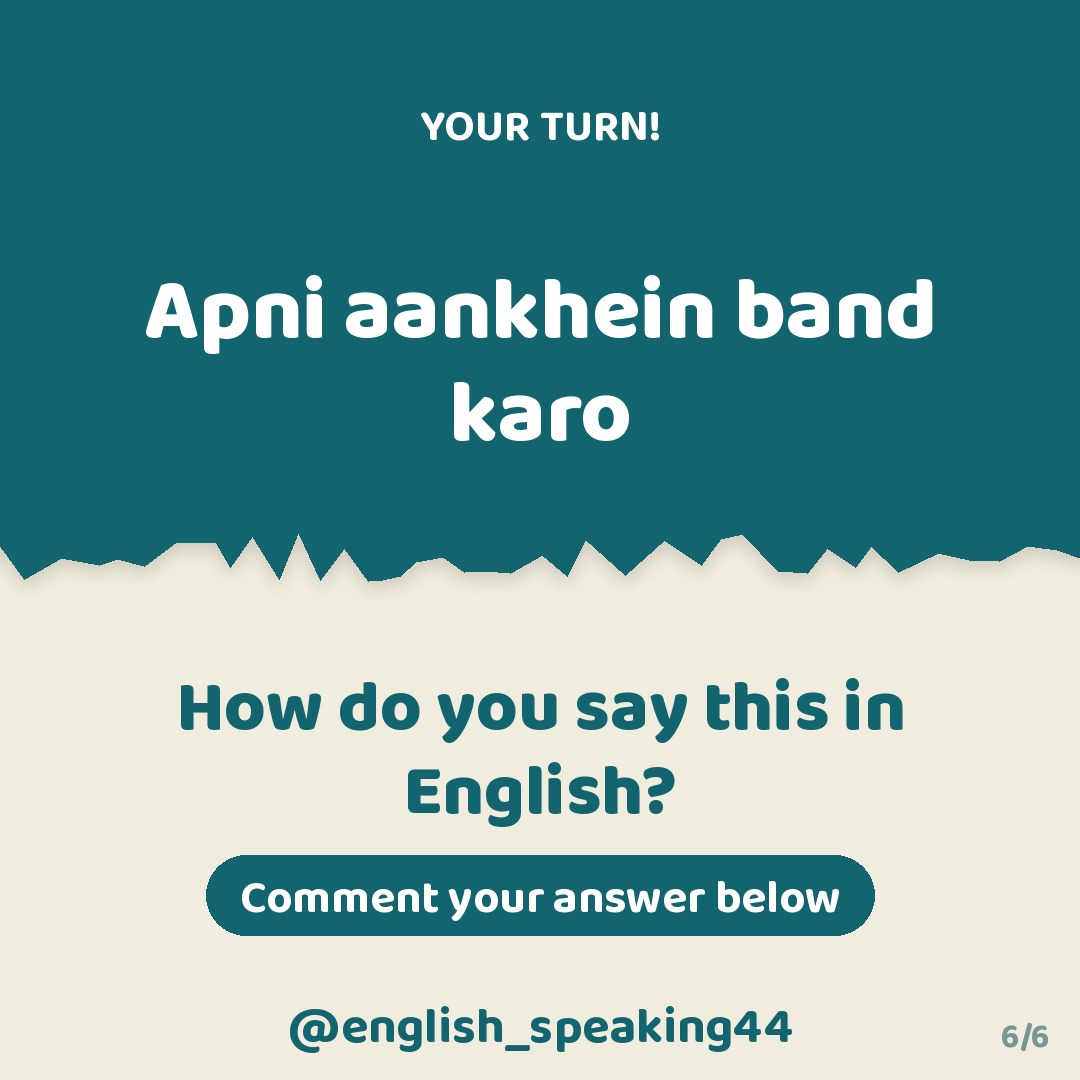 YOUR TURN!
Apni aankhein band
karo
How do you say this in
English?
Comment your answer below
@english_speaking44
6/6